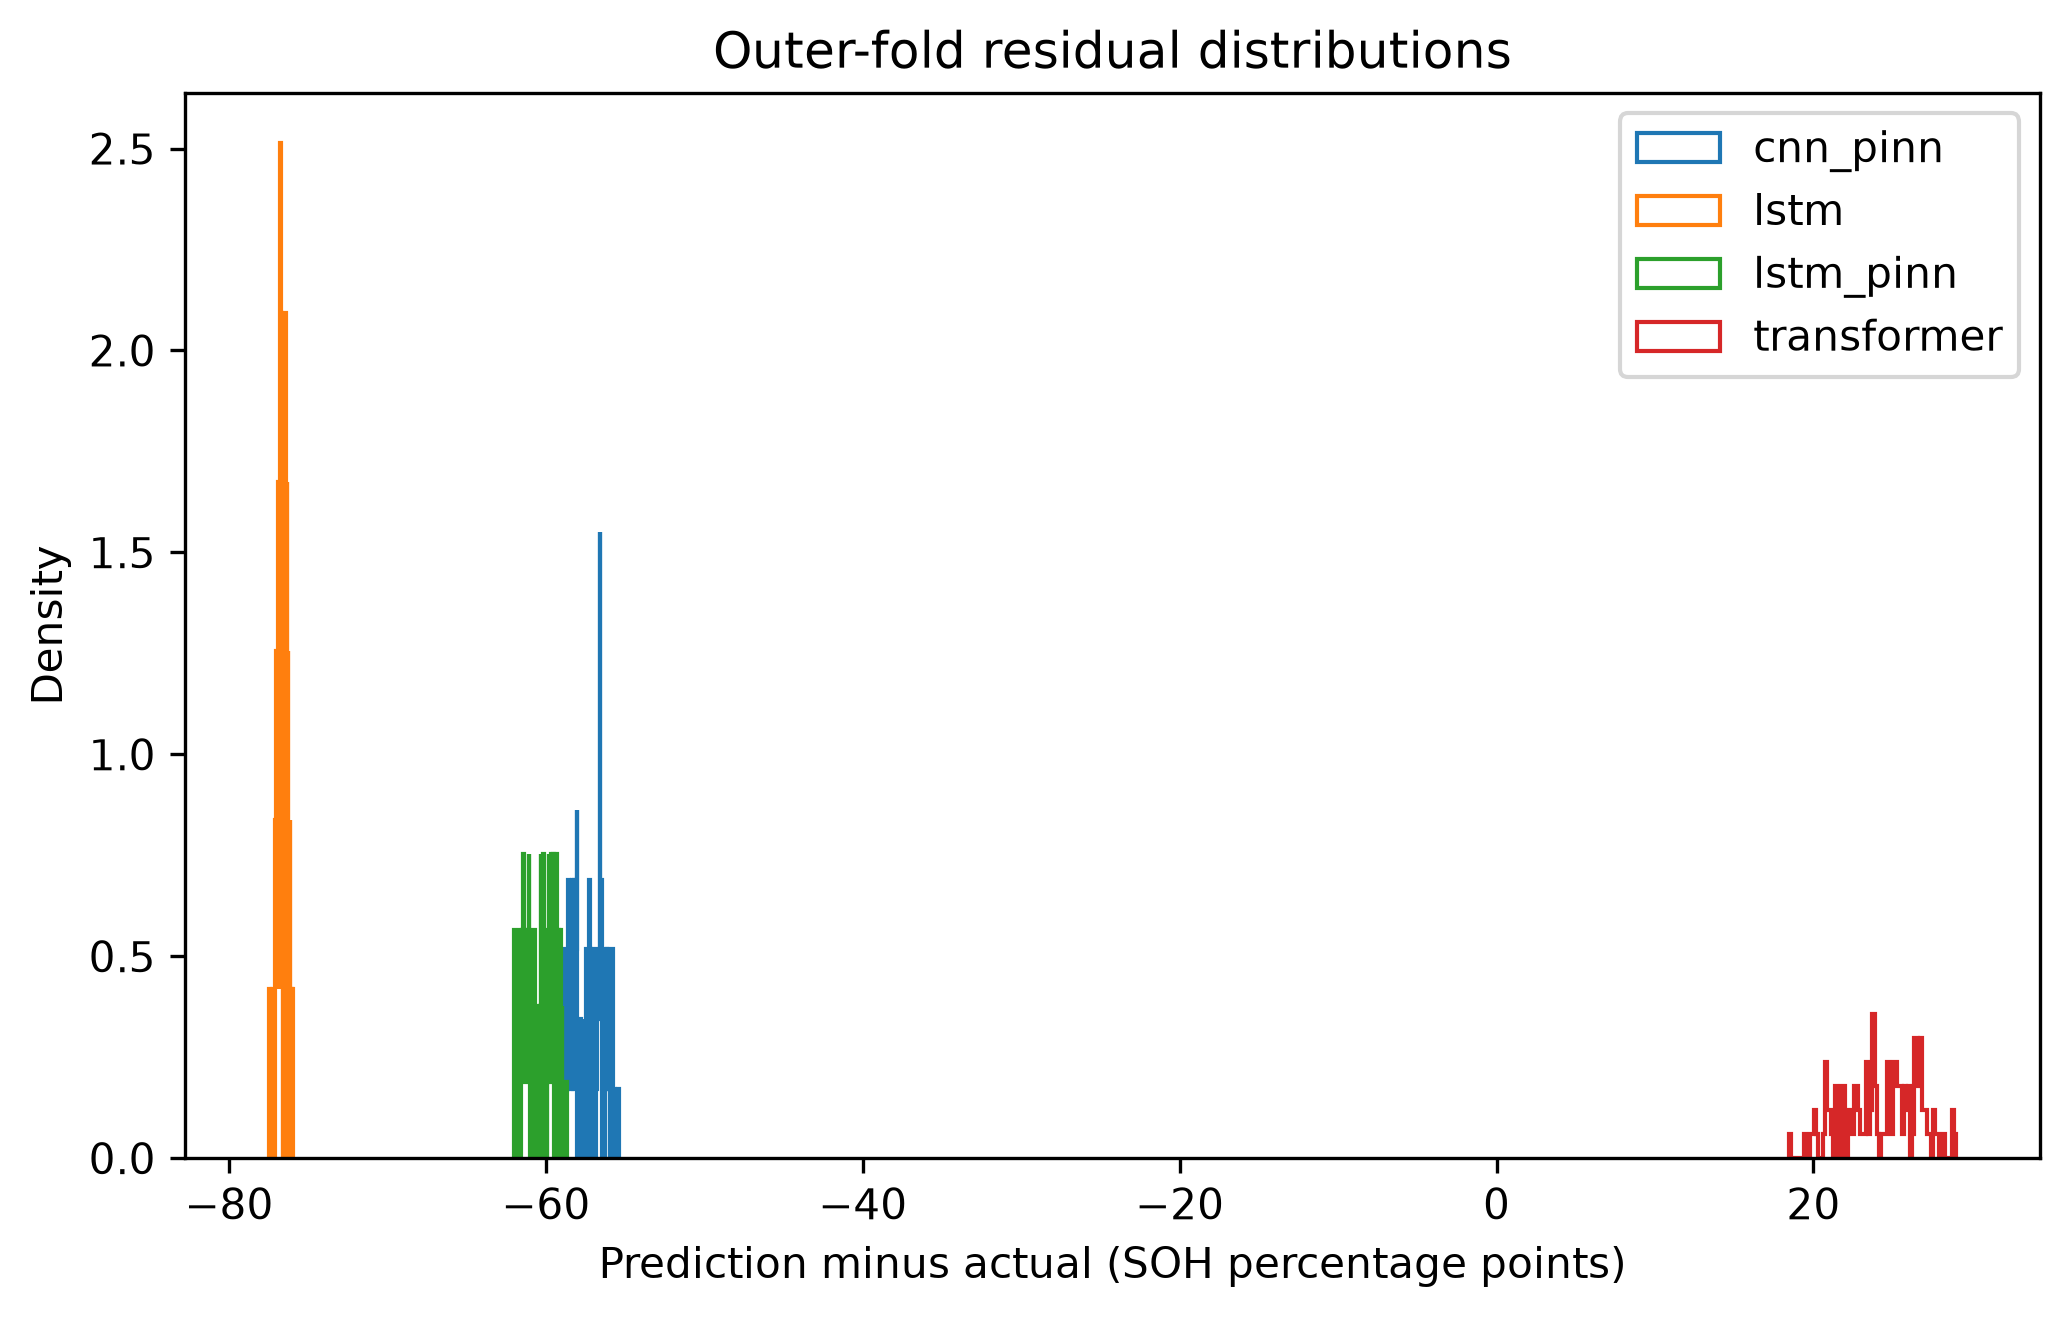 Outer-fold residual distributions
2.5
2.0
1.5
1.0
0.5
0.0
Density
cnn_pinn
lstm
lstm_pinn
transformer
−80 −60 −40 −20 0 20
Prediction minus actual (SOH percentage points)